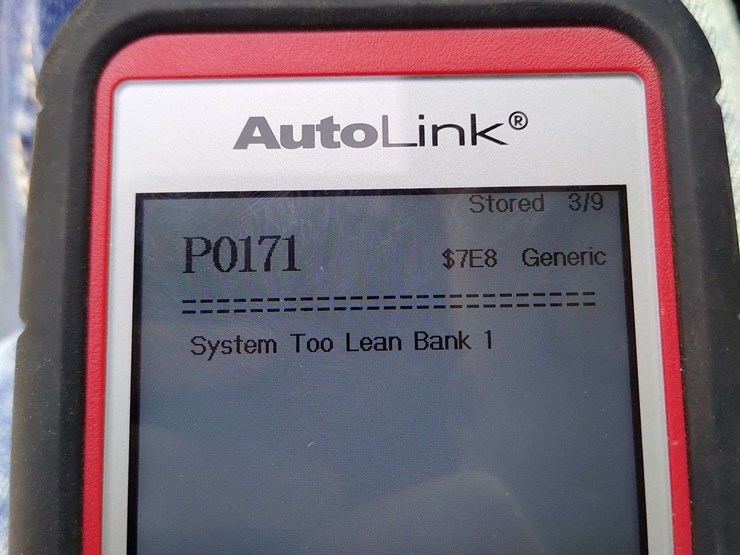 AutoLink®
Stored 3/9
P0171 $7E8 Generic
==========================
System Too Lean Bank 1